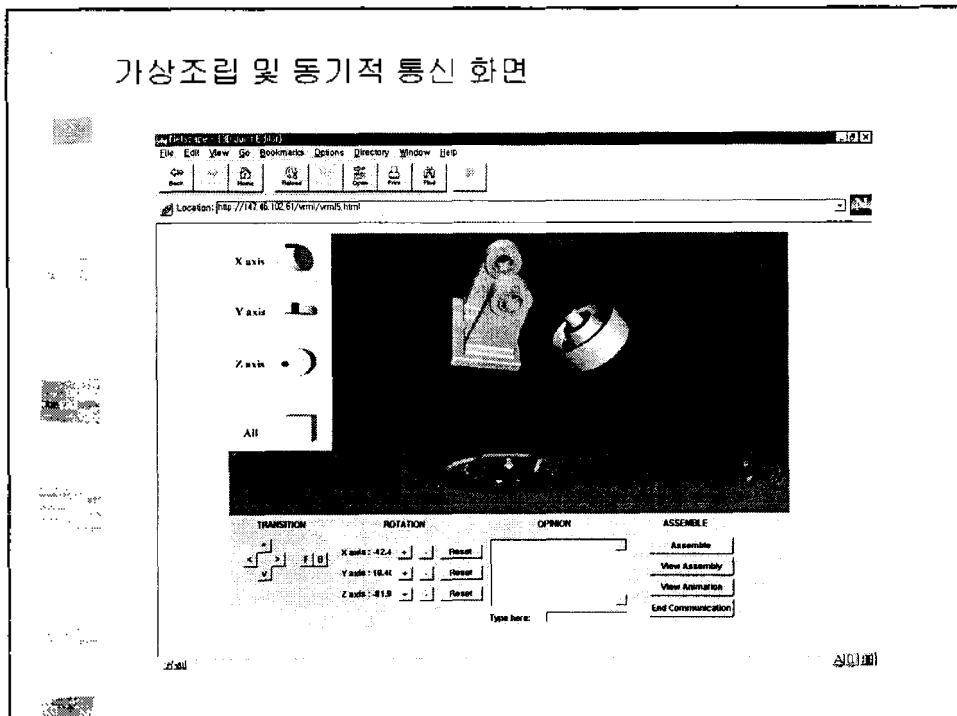 가상조립 및 동기적 통신 화면
File Edit View Go Bookmarks Options Directory Window Help
Back Home Reload Open Print Find
Location: http://147.46.102.61/vrml/vrml5.html
X axis
Y axis
Z axis
All
TRANSITION ROTATION OPINION ASSEMBLE
^ < > v F B
X axis : -42.4 + - Reset
Y axis : 18.4 + - Reset
Z axis : -81.9 + - Reset
Assemble
View Assembly
View Animation
End Communication
Type here: